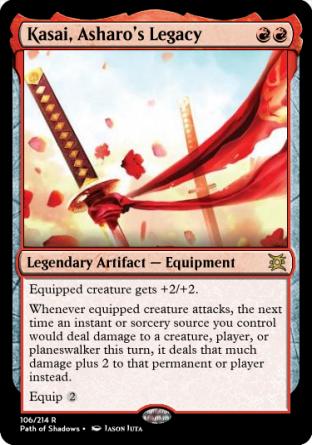 Kasai, Asharo's Legacy
Legendary Artifact — Equipment
Equipped creature gets +2/+2.
Whenever equipped creature attacks, the next
time an instant or sorcery source you control
would deal damage to a creature, player, or
planeswalker this turn, it deals that much
damage plus 2 to that permanent or player
instead.
Equip 2
106/214 R
Path of Shadows • Jason Juta